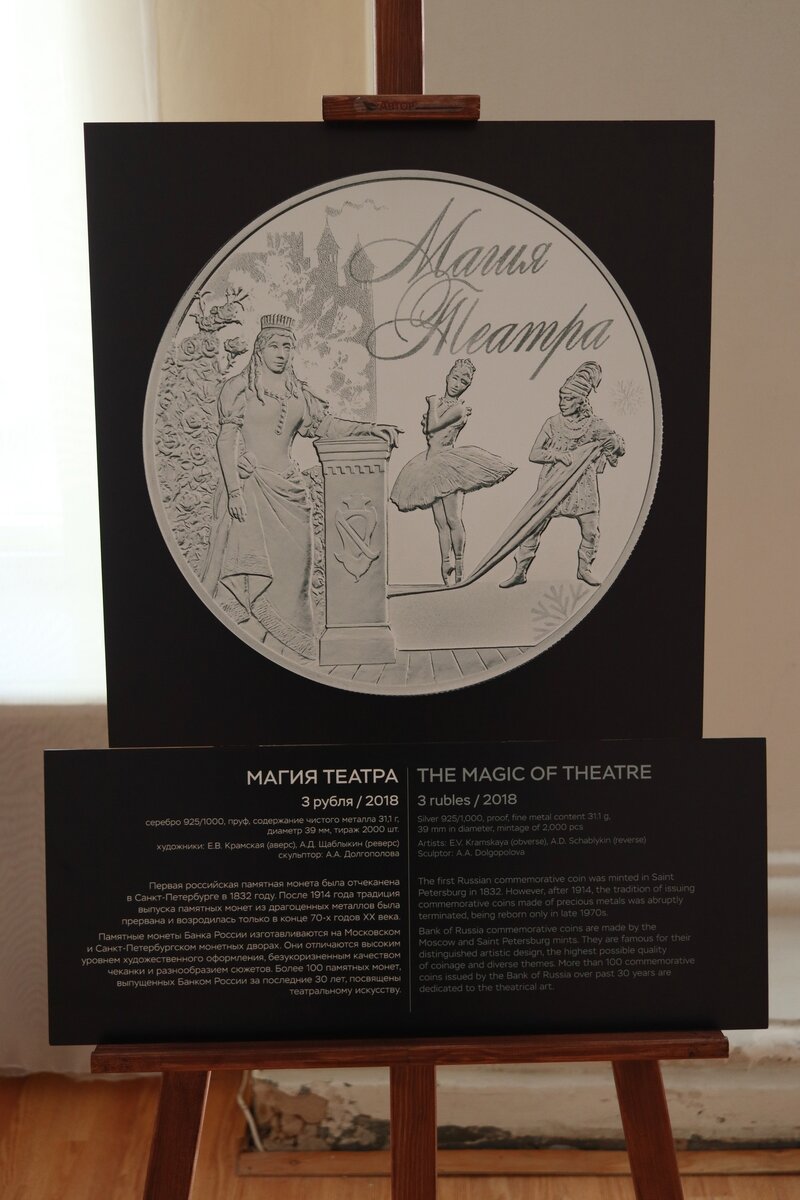 Магия
Театра
МАГИЯ ТЕАТРА
3 рубля / 2018
серебро 925/1000, пруф, содержание чистого металла 31,1 г,
диаметр 39 мм, тираж 2000 шт.
художники: Е.В. Крамская (аверс), А.Д. Щаблыкин (реверс)
скульптор: А.А. Долгополова
Первая российская памятная монета была отчеканена
в Санкт-Петербурге в 1832 году. После 1914 года традиция
выпуска памятных монет из драгоценных металлов была
прервана и возродилась только в конце 70-х годов XX века.
Памятные монеты Банка России изготавливаются на Московском
и Санкт-Петербургском монетных дворах. Они отличаются высоким
уровнем художественного оформления, безукоризненным качеством
чеканки и разнообразием сюжетов. Более 100 памятных монет,
выпущенных Банком России за последние 30 лет, посвящены
театральному искусству.
THE MAGIC OF THEATRE
3 rubles / 2018
Silver 925/1,000, proof, fine metal content 31.1 g,
39 mm in diameter, mintage of 2,000 pcs
Artists: E.V. Kramskaya (obverse), A.D. Schablykin (reverse)
Sculptor: A.A. Dolgopolova
The first Russian commemorative coin was minted in Saint
Petersburg in 1832. However, after 1914, the tradition of issuing
commemorative coins made of precious metals was abruptly
terminated, being reborn only in late 1970s.
Bank of Russia commemorative coins are made by the
Moscow and Saint Petersburg mints. They are famous for their
distinguished artistic design, the highest possible quality
of coinage and diverse themes. More than 100 commemorative
coins issued by the Bank of Russia over past 30 years are
dedicated to the theatrical art.